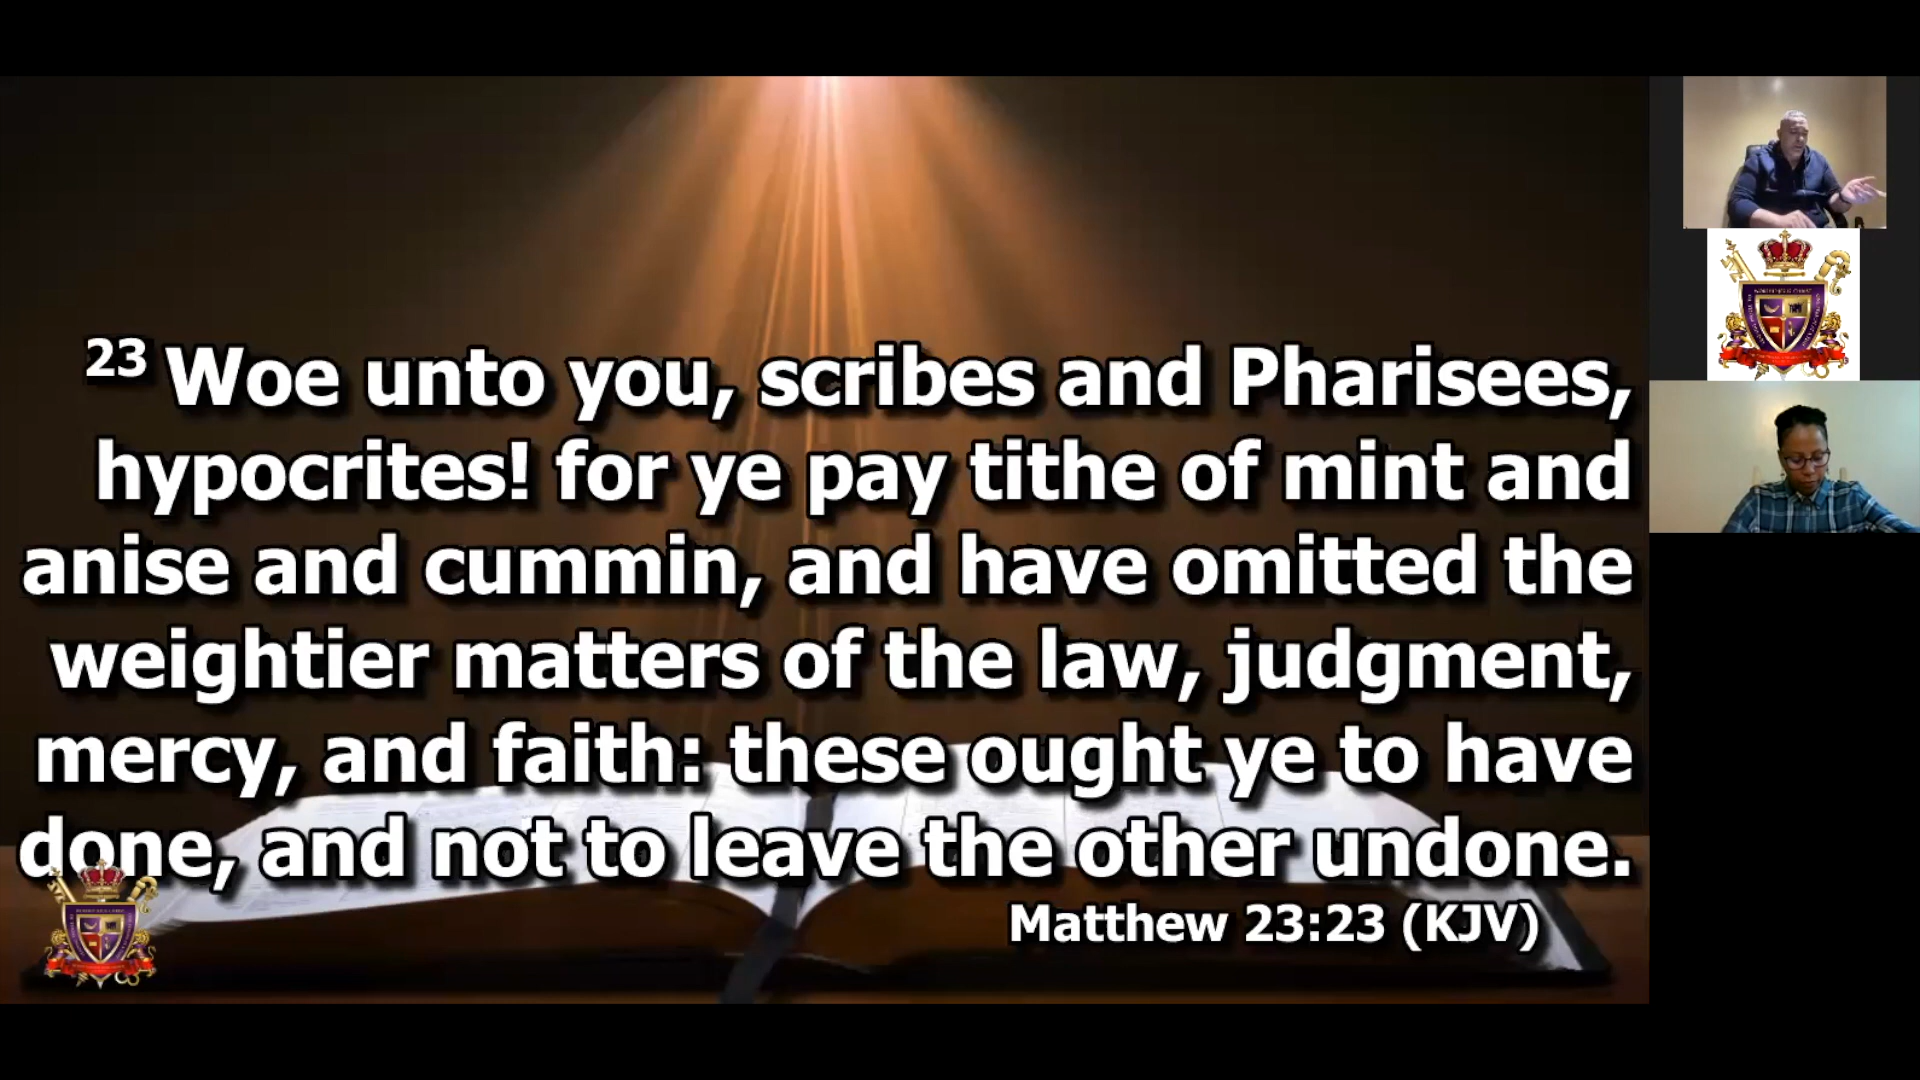 23 Woe unto you, scribes and Pharisees,
hypocrites! for ye pay tithe of mint and
anise and cummin, and have omitted the
weightier matters of the law, judgment,
mercy, and faith: these ought ye to have
done, and not to leave the other undone.
Matthew 23:23 (KJV)